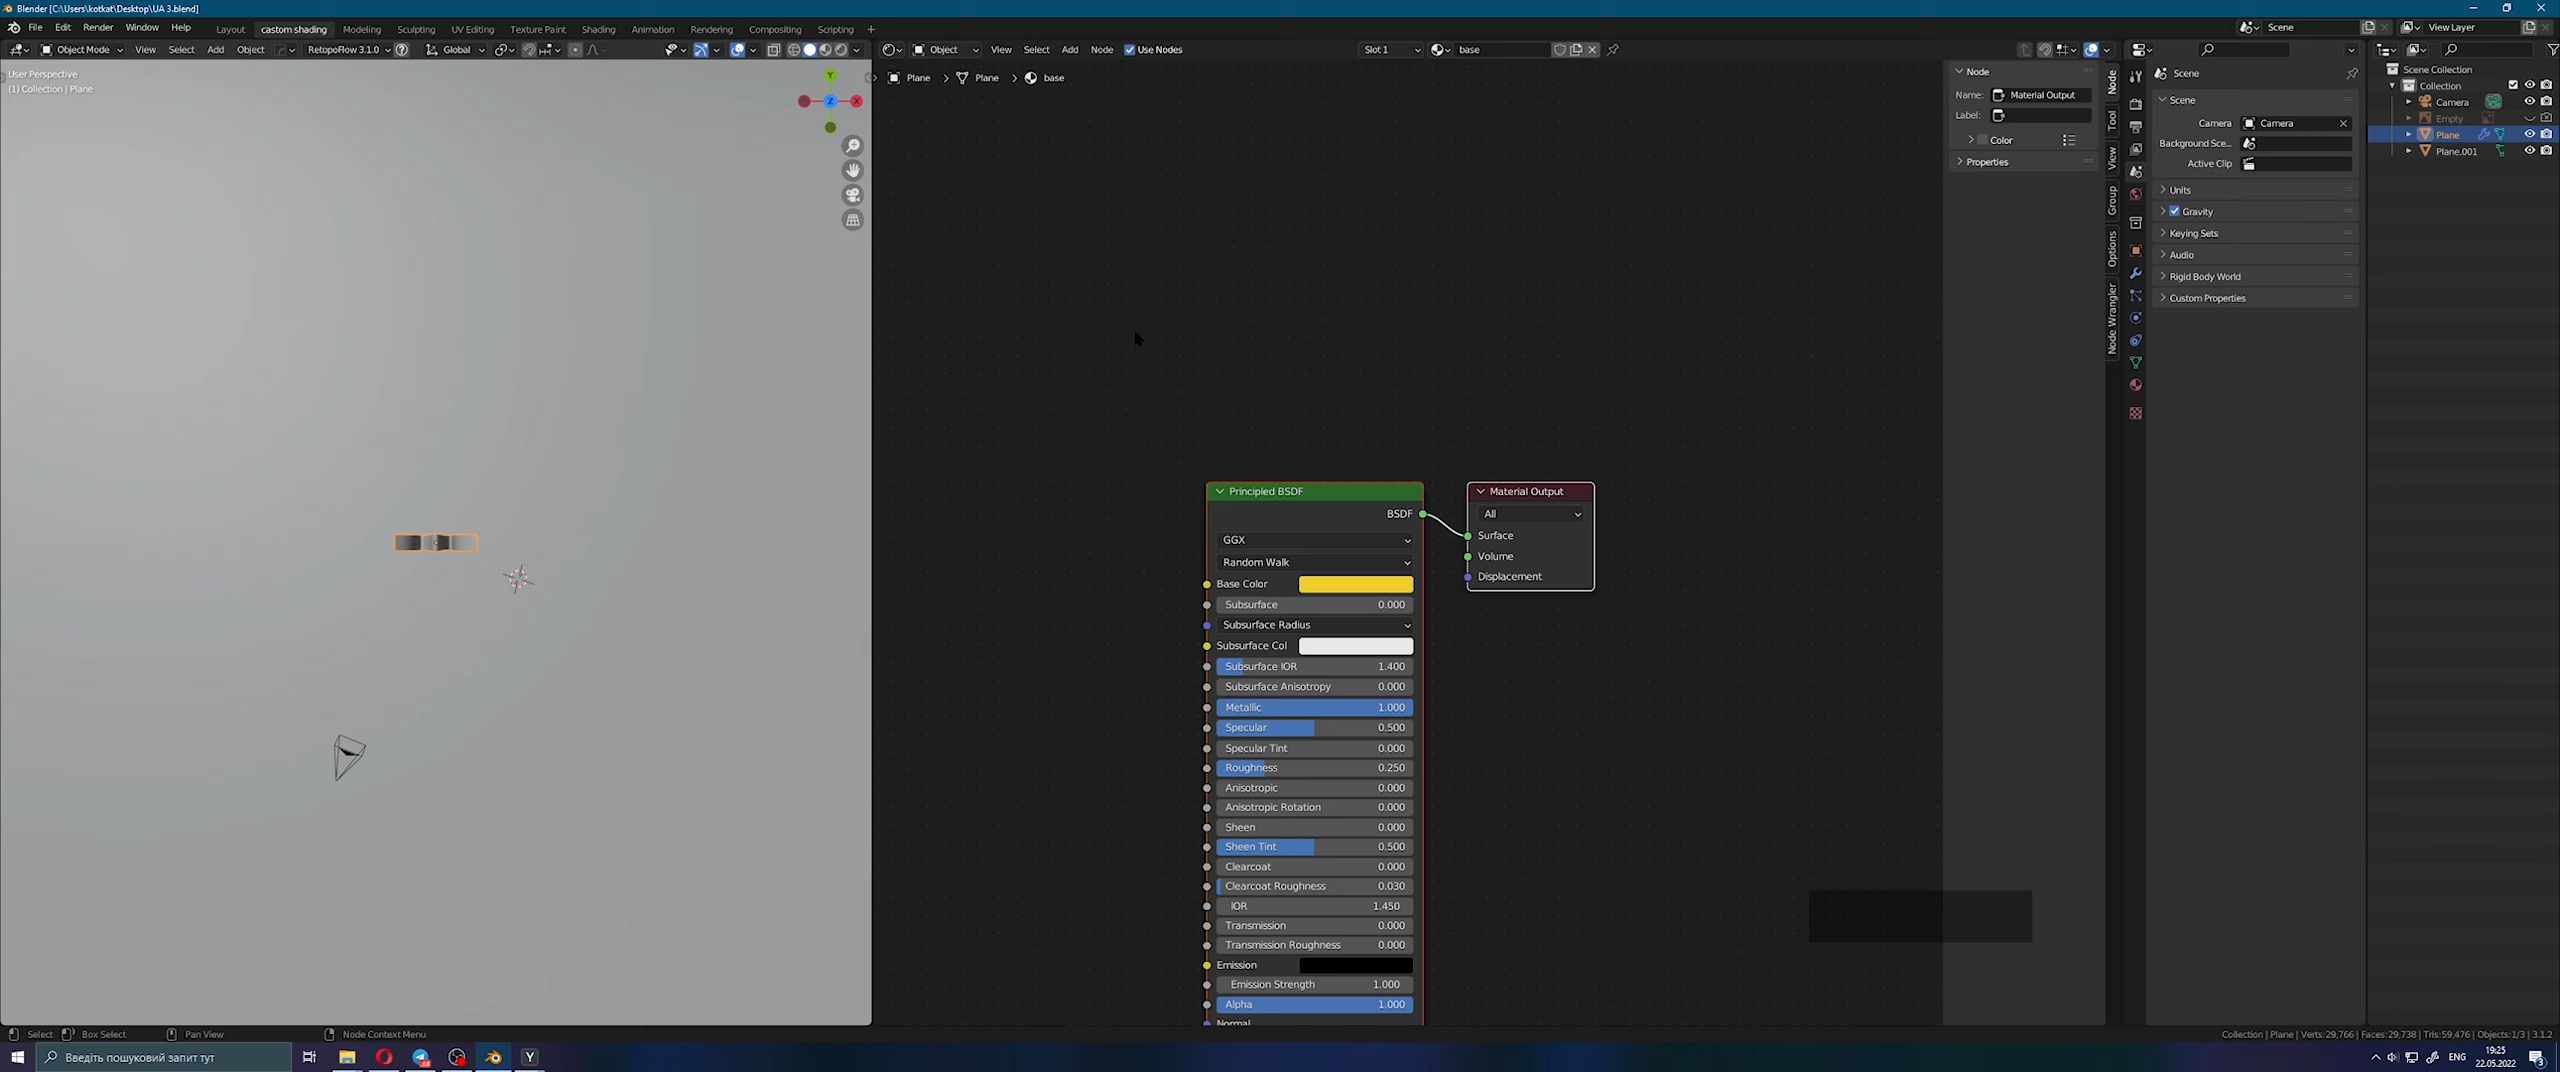 Blender [C:\Users\kotkat\Desktop\UA 3.blend]
File Edit Render Window Help Layout castom shading Modeling Sculpting UV Editing Texture Paint Shading Animation Rendering Compositing Scripting + Scene View Layer
Object Mode View Select Add Object RetopoFlow 3.1.0 Global Object View Select Add Node Use Nodes Slot 1 base
User Perspective
(1) Collection | Plane
Y
X
Z
Plane > Plane > base
Node
Name: Material Output
Label:
Color
Properties
Node
Tool
View
Group
Options
Node Wrangler
Scene
Scene
Camera Camera
Background Sce...
Active Clip
Units
Gravity
Keying Sets
Audio
Rigid Body World
Custom Properties
Scene Collection
Collection
Camera
Empty
Plane
Plane.001
Principled BSDF
BSDF
GGX
Random Walk
Base Color
Subsurface 0.000
Subsurface Radius
Subsurface Col
Subsurface IOR 1.400
Subsurface Anisotropy 0.000
Metallic 1.000
Specular 0.500
Specular Tint 0.000
Roughness 0.250
Anisotropic 0.000
Anisotropic Rotation 0.000
Sheen 0.000
Sheen Tint 0.500
Clearcoat 0.000
Clearcoat Roughness 0.030
IOR 1.450
Transmission 0.000
Transmission Roughness 0.000
Emission
Emission Strength 1.000
Alpha 1.000
Normal
Material Output
All
Surface
Volume
Displacement
Select Box Select Pan View Node Context Menu Collection | Plane | Verts:29,766 | Faces:29,738 | Tris:59,476 | Objects:1/3 | 3.1.2
Введіть пошуковий запит тут
ENG
19:25
22.05.2022
3